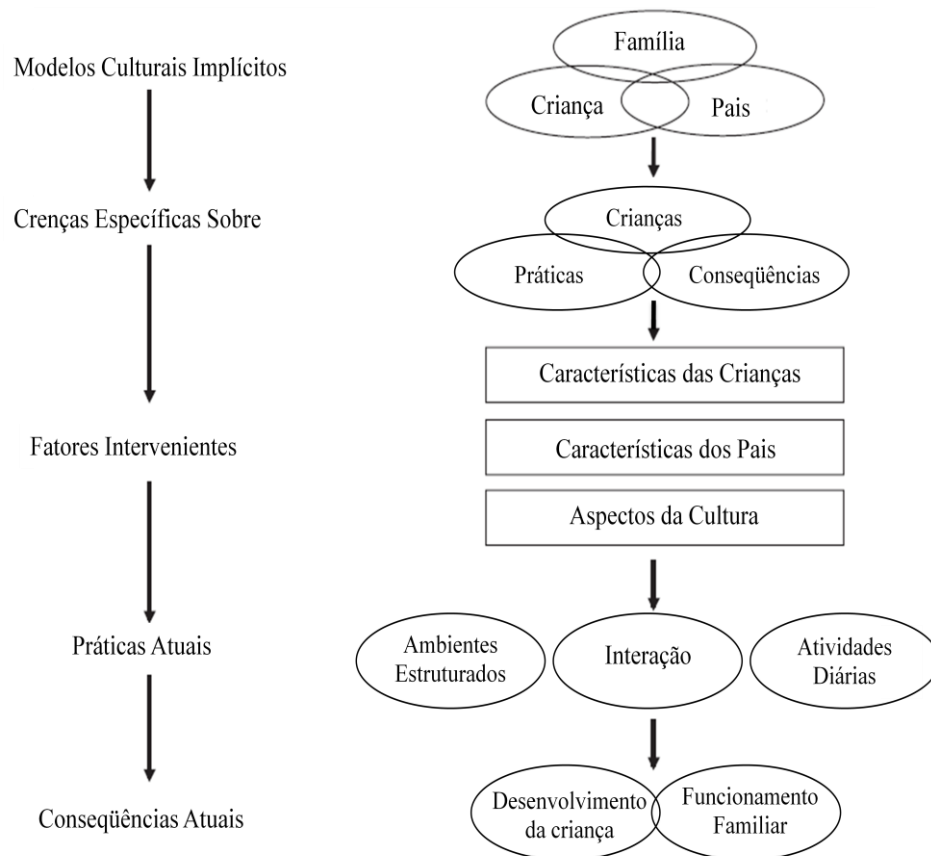 Modelos Culturais Implícitos
Família
Criança
Pais
Crenças Específicas Sobre
Crianças
Práticas
Conseqüências
Características das Crianças
Fatores Intervenientes
Características dos Pais
Aspectos da Cultura
Práticas Atuais
Ambientes
Estruturados
Interação
Atividades
Diárias
Conseqüências Atuais
Desenvolvimento
da criança
Funcionamento
Familiar